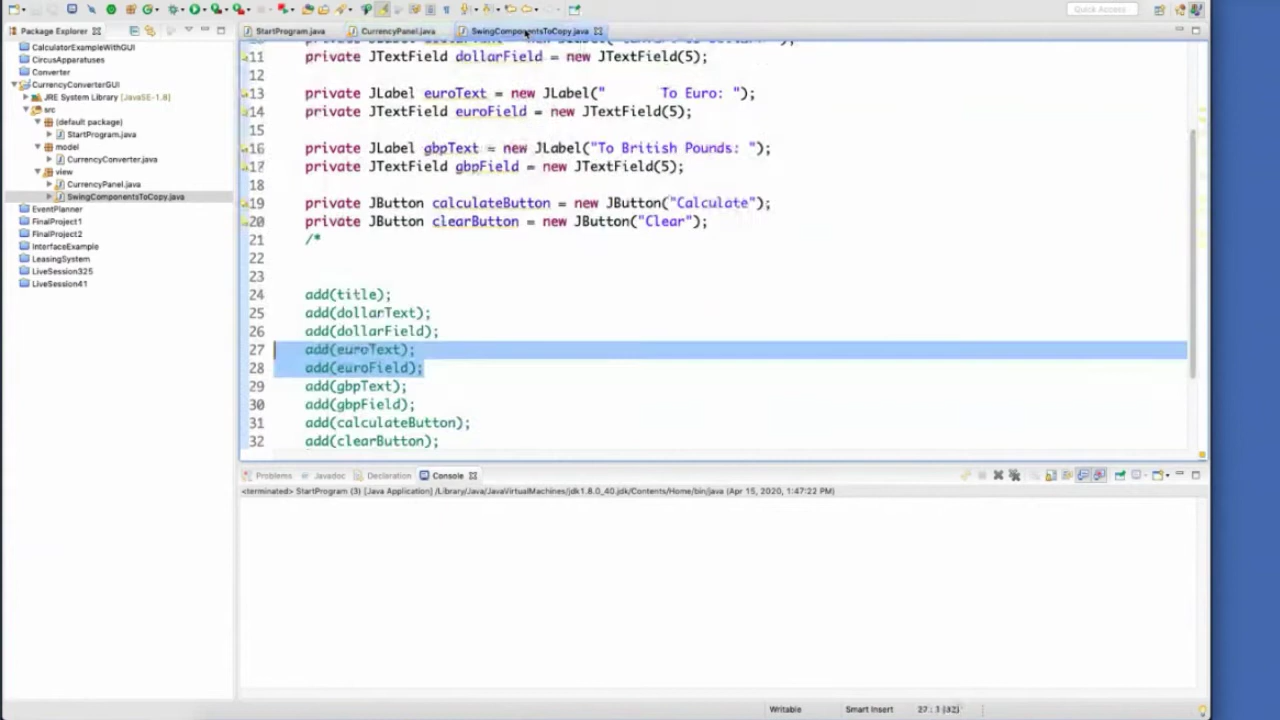 Quick Access
Package Explorer
StartProgram.java
CurrencyPanel.java
SwingComponentsToCopy.java
CalculatorExampleWithGUI
CircusApparatuses
Converter
CurrencyConverterGUI
JRE System Library [JavaSE-1.8]
src
(default package)
StartProgram.java
model
CurrencyConverter.java
view
CurrencyPanel.java
SwingComponentsToCopy.java
EventPlanner
FinalProject1
FinalProject2
InterfaceExample
LeasingSystem
LiveSession325
LiveSession41
11 private JTextField dollarField = new JTextField(5);
12
13 private JLabel euroText = new JLabel("       To Euro: ");
14 private JTextField euroField = new JTextField(5);
15
16 private JLabel gbpText = new JLabel("To British Pounds: ");
17 private JTextField gbpField = new JTextField(5);
18
19 private JButton calculateButton = new JButton("Calculate");
20 private JButton clearButton = new JButton("Clear");
21 /*
22
23
24 add(title);
25 add(dollarText);
26 add(dollarField);
27 add(euroText);
28 add(euroField);
29 add(gbpText);
30 add(gbpField);
31 add(calculateButton);
32 add(clearButton);
Problems Javadoc Declaration Console
<terminated> StartProgram (3) [Java Application] /Library/Java/JavaVirtualMachines/jdk1.8.0_40.jdk/Contents/Home/bin/java (Apr 15, 2020, 1:47:22 PM)
Writable Smart Insert 27 : 1 [32]